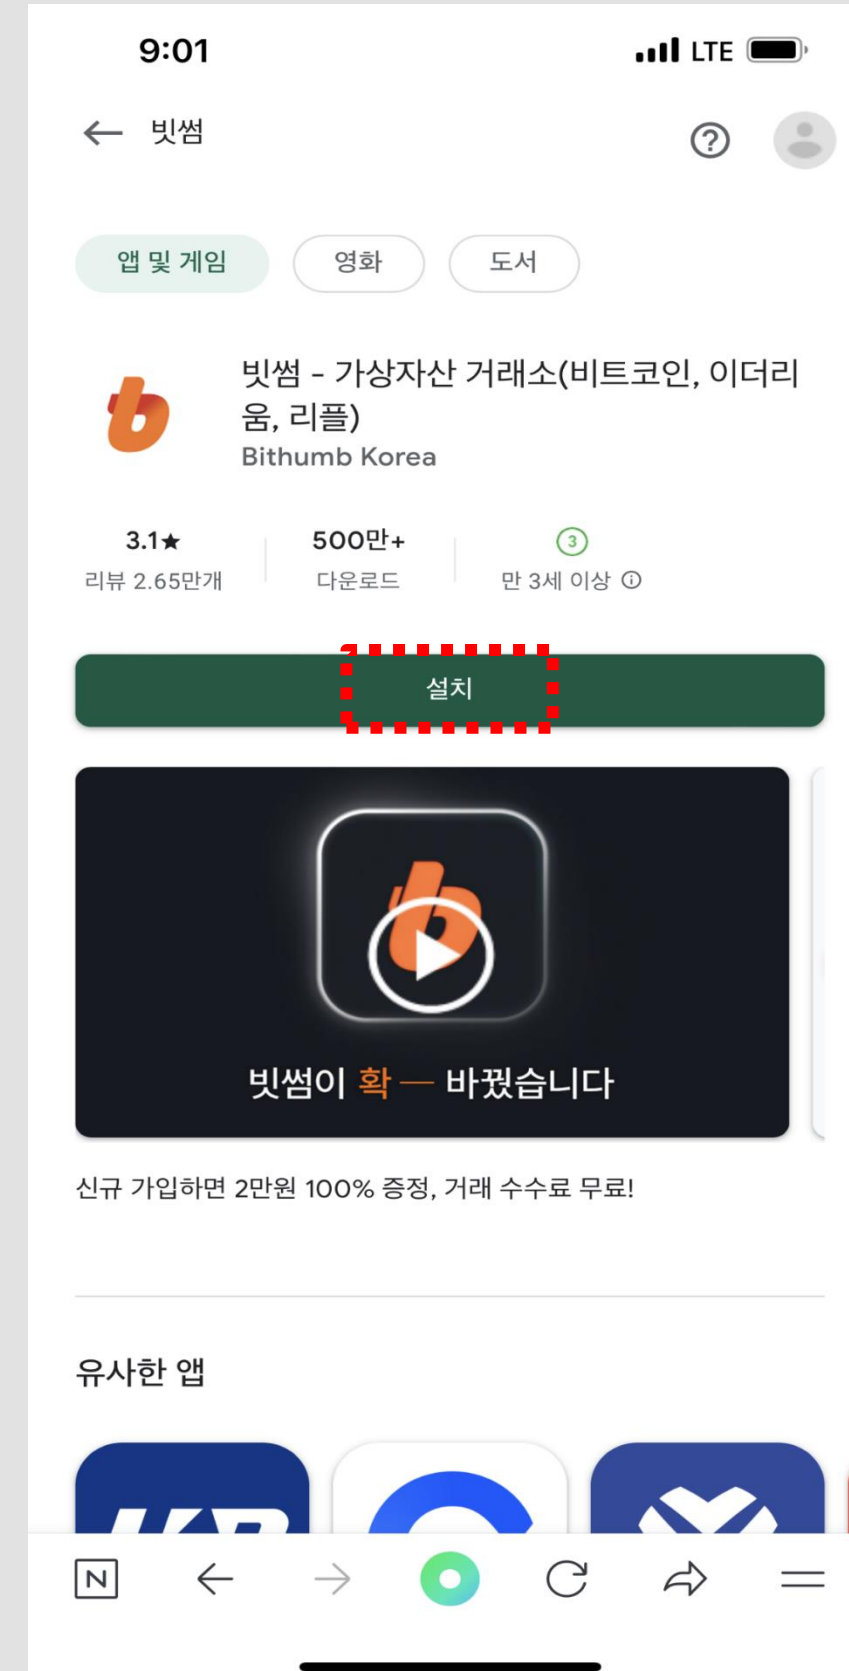 9:01
LTE
빗썸
앱 및 게임
영화
도서
빗썸 - 가상자산 거래소(비트코인, 이더리
움, 리플)
Bithumb Korea
3.1★
500만+
3
리뷰 2.65만개
다운로드
만 3세 이상
설치
빗썸이 확 — 바뀠습니다
신규 가입하면 2만원 100% 증정, 거래 수수료 무료!
유사한 앱
N